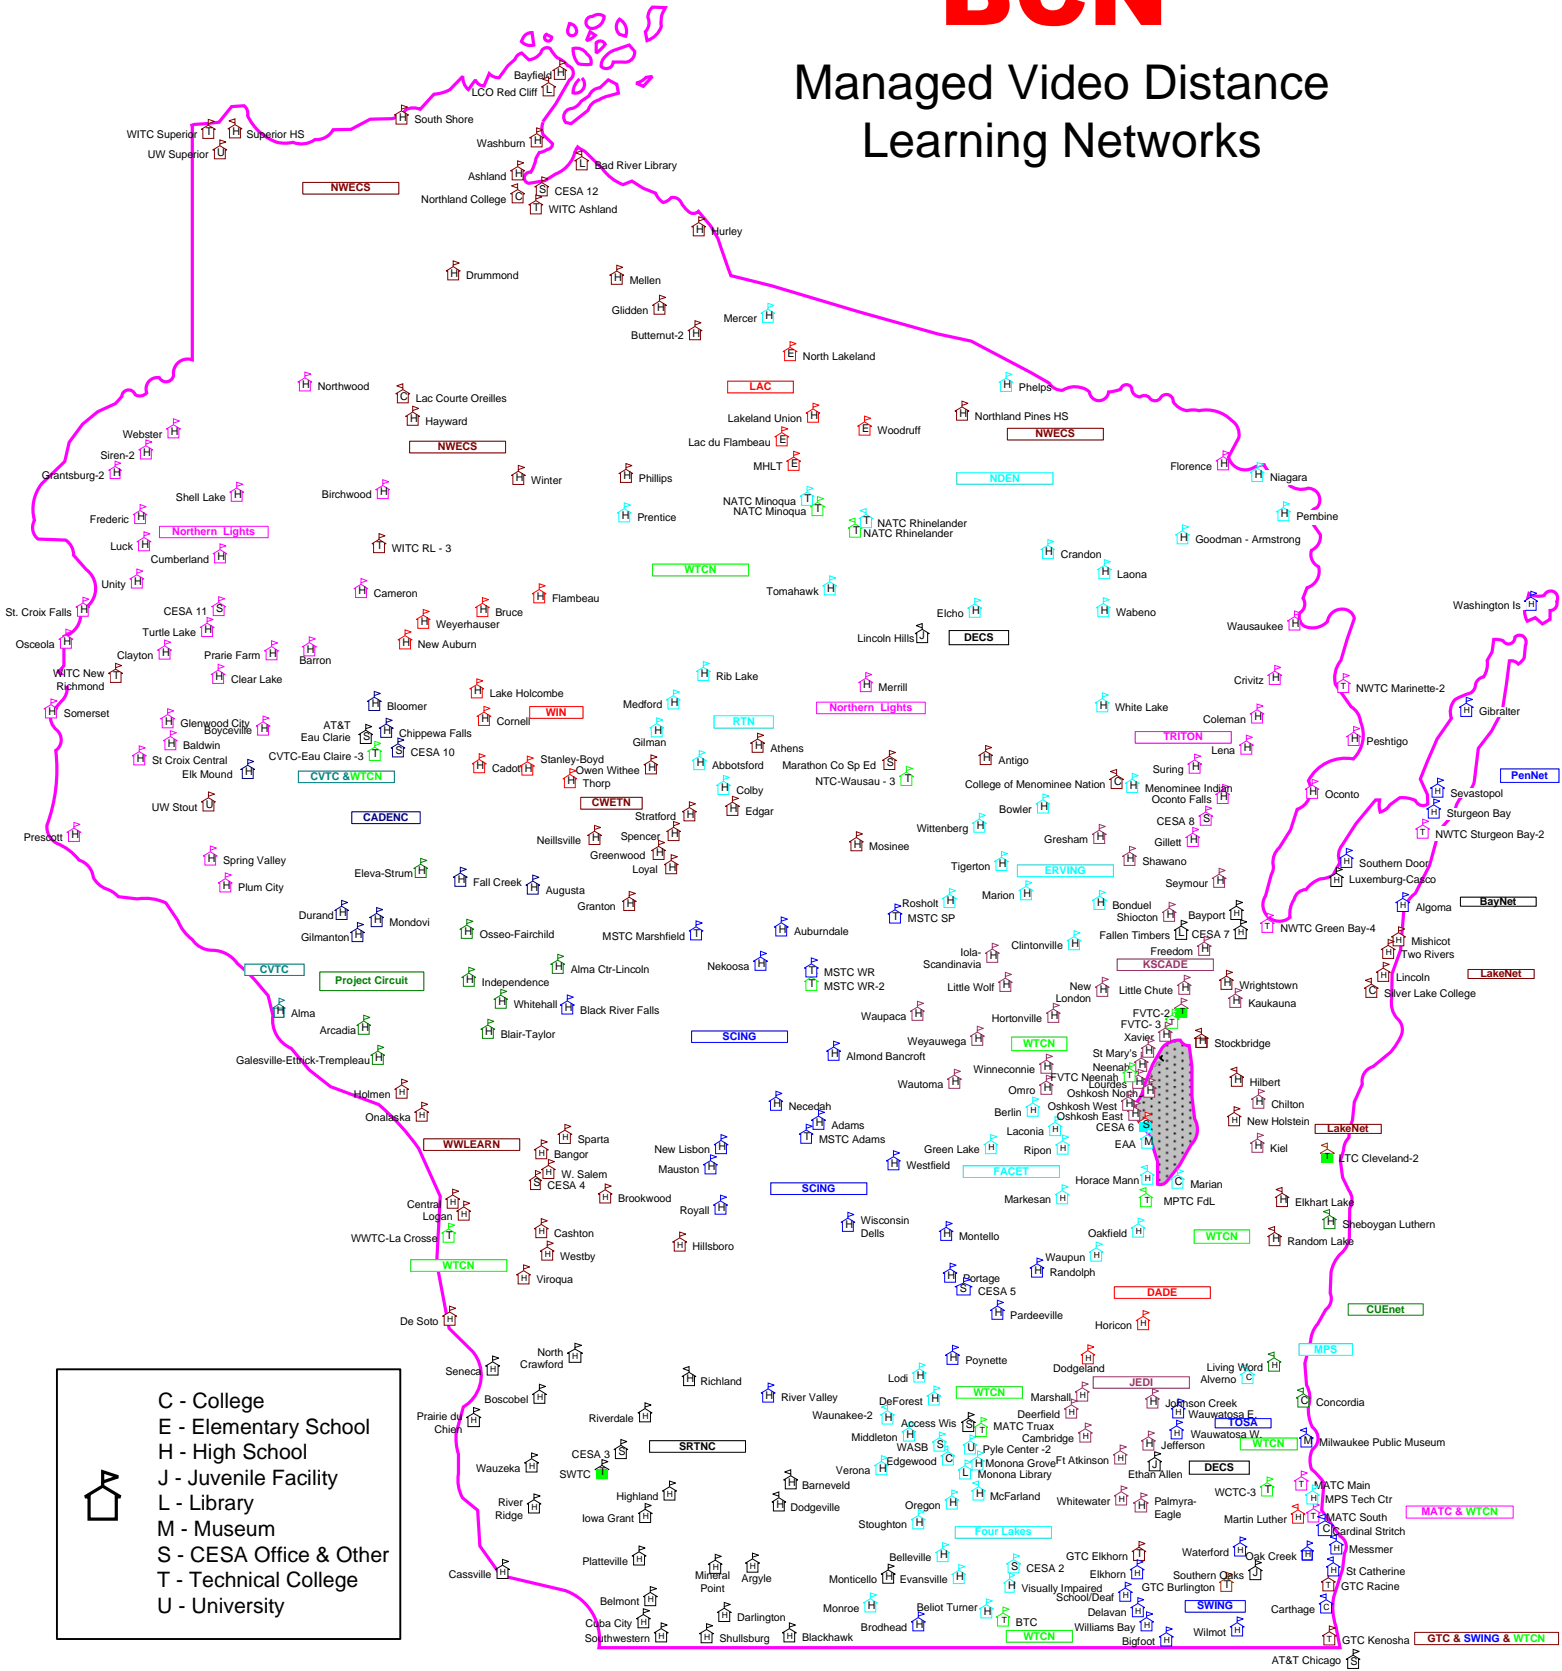 BCN
Managed Video Distance
Learning Networks
Bayfield
LCO Red Cliff
South Shore
WITC Superior
Superior HS
UW Superior
Washburn
Bad River Library
Ashland
NWECS
CESA 12
Northland College
WITC Ashland
Hurley
Drummond
Mellen
Glidden
Mercer
Butternut-2
North Lakeland
Northwood
LAC
Phelps
Lac Courte Oreilles
Hayward
Lakeland Union
Northland Pines HS
Woodruff
Webster
NWECS
Lac du Flambeau
NWECS
Siren-2
MHLT
Florence
Grantsburg-2
Winter
Phillips
NDEN
Niagara
Shell Lake
Birchwood
NATC Minoqua
NATC Minoqua
Frederic
Prentice
NATC Rhinelander
NATC Rhinelander
Pembine
Northern Lights
Goodman - Armstrong
Luck
WITC RL - 3
Cumberland
Crandon
WTCN
Laona
Unity
Cameron
Tomahawk
Flambeau
St. Croix Falls
CESA 11
Bruce
Elcho
Wabeno
Washington Is
Weyerhauser
Turtle Lake
Lincoln Hills
DECS
Wausaukee
Osceola
New Auburn
Clayton
Prarie Farm
Barron
WITC New
Richmond
Clear Lake
Rib Lake
Merrill
Crivitz
NWTC Marinette-2
Lake Holcombe
Bloomer
Medford
White Lake
Northern Lights
Gibralter
Somerset
WIN
Glenwood City
Boyceville
Cornell
RTN
Coleman
AT&T
Eau Clarie
Chippewa Falls
Gilman
TRITON
Peshtigo
Baldwin
CESA 10
CVTC-Eau Claire -3
Athens
Lena
St Croix Central
Elk Mound
Cadot
Stanley-Boyd
Owen Withee
Thorp
Abbotsford
Marathon Co Sp Ed
Antigo
Suring
CVTC &WTCN
NTC-Wausau - 3
College of Menominee Nation
Menominee Indian
PenNet
Colby
Oconto Falls
Oconto
Sevastopol
UW Stout
CWETN
Edgar
Bowler
Sturgeon Bay
CADENC
Stratford
Wittenberg
CESA 8
NWTC Sturgeon Bay-2
Prescott
Neillsville
Spencer
Mosinee
Gresham
Gillett
Greenwood
Spring Valley
Loyal
Tigerton
Shawano
Southern Door
Eleva-Strum
ERVING
Seymour
Luxemburg-Casco
Plum City
Fall Creek
Augusta
Marion
Granton
Rosholt
Bonduel
Algoma
BayNet
Durand
Mondovi
MSTC SP
Shiocton
Bayport
Gilmanton
Osseo-Fairchild
MSTC Marshfield
Auburndale
Clintonville
Fallen Timbers
CESA 7
NWTC Green Bay-4
Mishicot
Two Rivers
Freedom
Iola-
Scandinavia
CVTC
Project Circuit
Alma Ctr-Lincoln
Nekoosa
MSTC WR
MSTC WR-2
KSCADE
Lincoln
LakeNet
Independence
Little Wolf
New
London
Little Chute
Wrightstown
Silver Lake College
Alma
Whitehall
Black River Falls
Waupaca
Hortonville
Kaukauna
FVTC-2
FVTC- 3
Arcadia
Blair-Taylor
SCING
Weyauwega
WTCN
Xavier
Stockbridge
Galesville-Ettrick-Trempleau
Almond Bancroft
St Mary's
Winneconnie
Neenah
FVTC Neenah
Wautoma
Omro
Lourdes
Hilbert
Holmen
Oshkosh North
Necedah
Berlin
Oshkosh West
Chilton
Onalaska
Oshkosh East
Adams
Laconia
CESA 6
New Holstein
LakeNet
WWLEARN
Sparta
MSTC Adams
New Lisbon
Green Lake
Ripon
EAA
Kiel
Bangor
LTC Cleveland-2
Mauston
Westfield
W. Salem
CESA 4
FACET
Horace Mann
Marian
Central
Brookwood
SCING
Markesan
MPTC FdL
Elkhart Lake
Logan
Royall
WWTC-La Crosse
Cashton
Wisconsin
Dells
Montello
Oakfield
WTCN
Sheboygan Luthern
Random Lake
Westby
Hillsboro
Waupun
WTCN
Viroqua
Portage
Randolph
CESA 5
DADE
De Soto
Pardeeville
Horicon
CUEnet
North
Crawford
Poynette
MPS
Seneca
Richland
Dodgeland
Living Word
Lodi
Alverno
C - College
Boscobel
River Valley
DeForest
WTCN
JEDI
Marshall
Concordia
E - Elementary School
Prairie du
Chien
Riverdale
Waunakee-2
Deerfield
Johnson Creek
Wauwatosa E.
H - High School
Access Wis
MATC Truax
Cambridge
TOSA
Wauwatosa W.
J - Juvenile Facility
CESA 3
SRTNC
Middleton
WASB
Pyle Center -2
Jefferson
WTCN
Milwaukee Public Museum
L - Library
Wauzeka
SWTC
Verona
Edgewood
Monona Grove
Monona Library
Ft Atkinson
Ethan Allen
DECS
M - Museum
River
Ridge
Highland
Barneveld
Dodgeville
McFarland
Whitewater
Palmyra-
Eagle
WCTC-3
MATC Main
MPS Tech Ctr
S - CESA Office & Other
Iowa Grant
Oregon
Stoughton
Four Lakes
Martin Luther
MATC South
Cardinal Stritch
MATC & WTCN
T - Technical College
Platteville
Mineral
Point
Argyle
Belleville
GTC Elkhorn
Waterford
Oak Creek
Messmer
U - University
Cassville
Monticello
Evansville
CESA 2
Elkhorn
Southern Oaks
St Catherine
Visually Impaired
School/Deaf
GTC Burlington
GTC Racine
Belmont
Monroe
Beliot Turner
Delavan
SWING
Carthage
Cuba City
Darlington
Brodhead
BTC
Williams Bay
Wilmot
Southwestern
Shullsburg
Blackhawk
WTCN
Bigfoot
GTC Kenosha
GTC & SWING & WTCN
AT&T Chicago